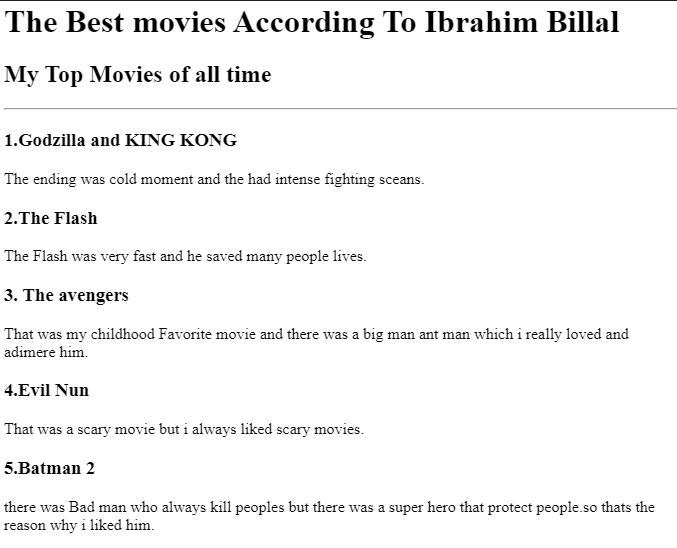 The Best movies According To Ibrahim Billal
My Top Movies of all time
1.Godzilla and KING KONG
The ending was cold moment and the had intense fighting sceans.
2.The Flash
The Flash was very fast and he saved many people lives.
3. The avengers
That was my childhood Favorite movie and there was a big man ant man which i really loved and
adimere him.
4.Evil Nun
That was a scary movie but i always liked scary movies.
5.Batman 2
there was Bad man who always kill peoples but there was a super hero that protect people.so thats the
reason why i liked him.